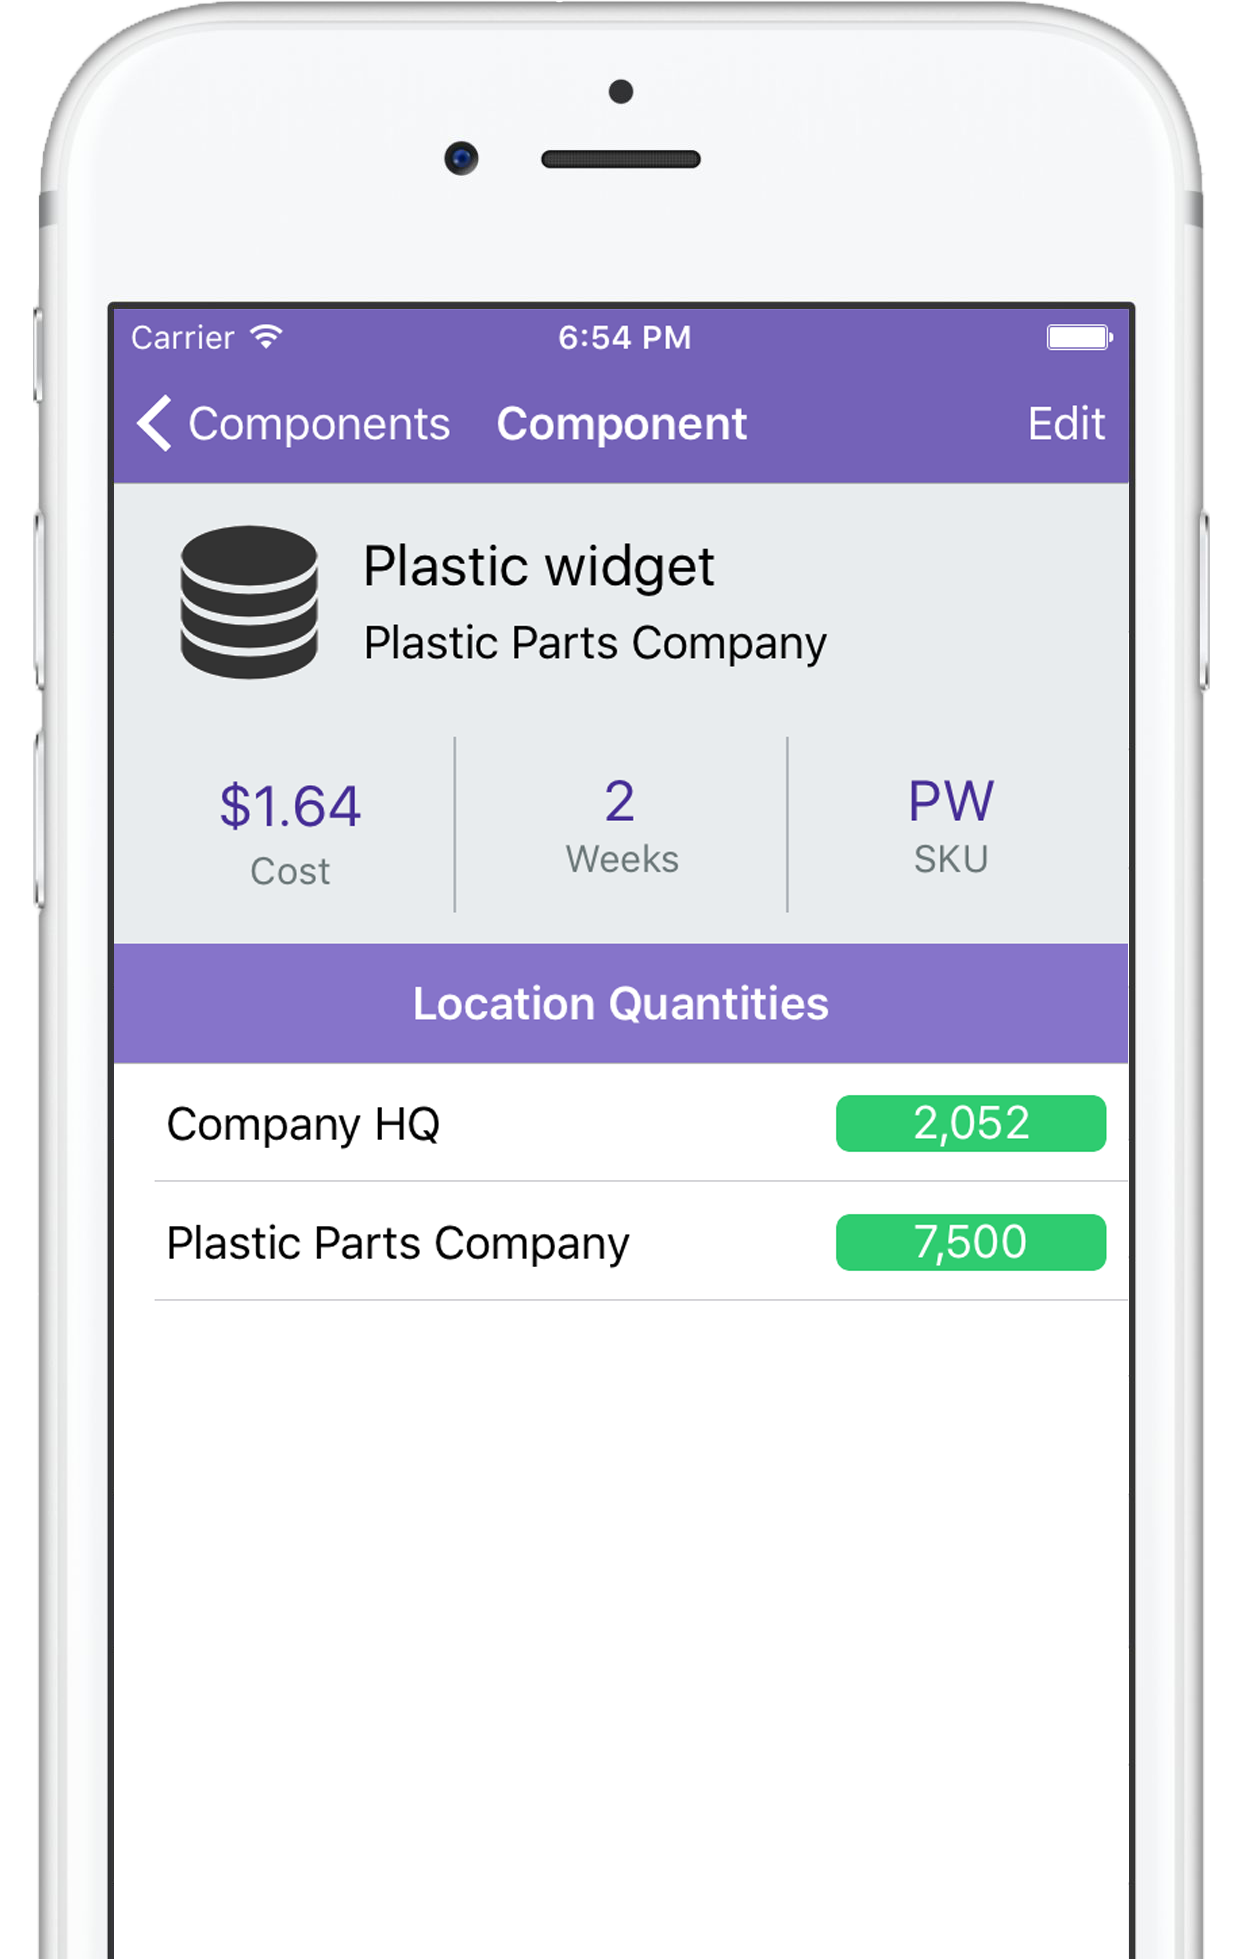 Carrier 6:54 PM
Components Component Edit
Plastic widget
Plastic Parts Company
$1.64 2 PW
Cost Weeks SKU
Location Quantities
Company HQ 2,052
Plastic Parts Company 7,500